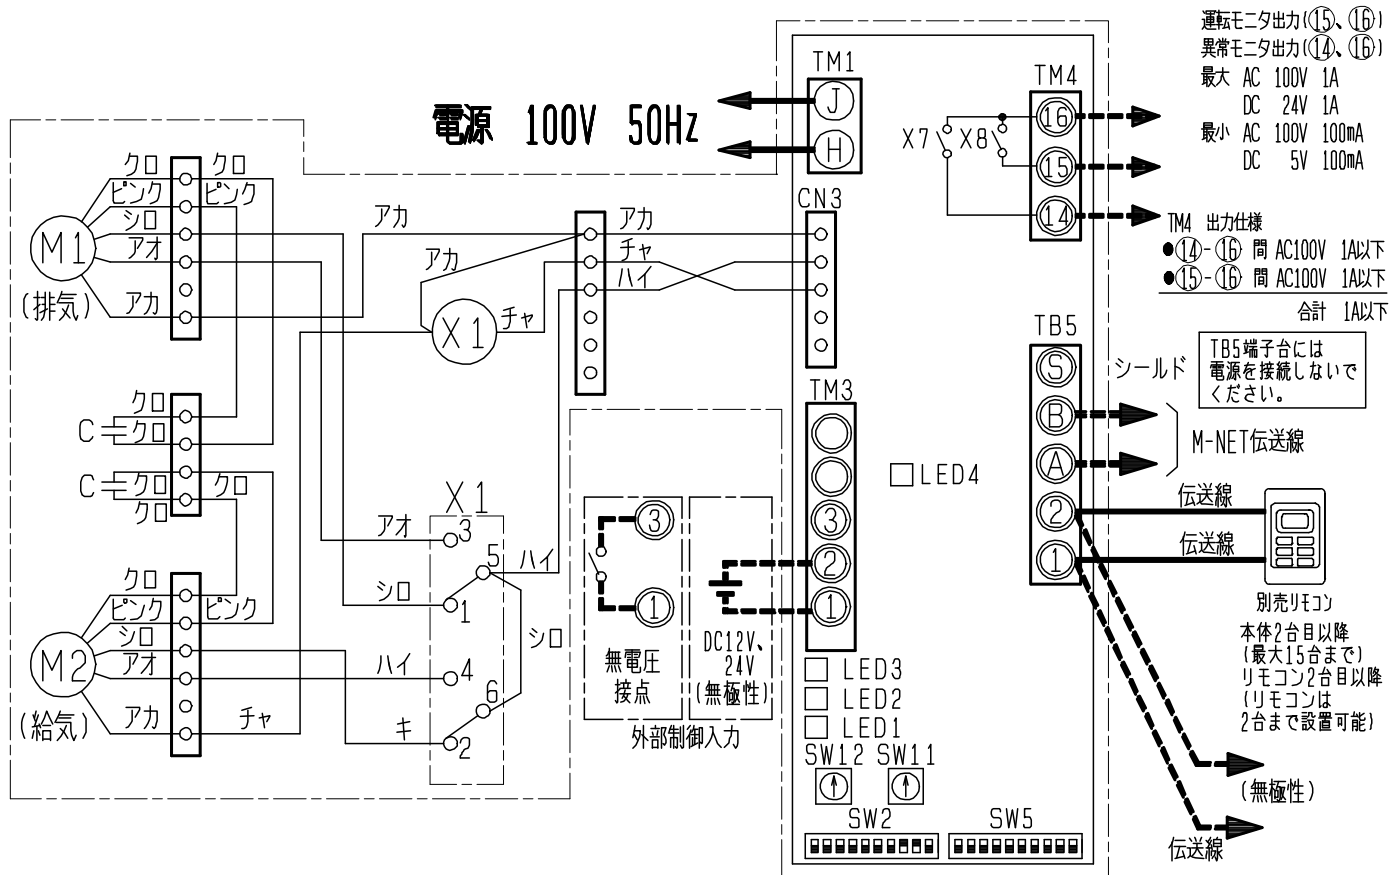 運転モニタ出力(⑮、⑯)
異常モニタ出力(⑭、⑯)
最大 AC 100V 1A
DC 24V 1A
最小 AC 100V 100mA
DC 5V 100mA
TM4 出力仕様
●⑭-⑯ 間 AC100V 1A以下
●⑮-⑯ 間 AC100V 1A以下
合計 1A以下
TM1
J
H
電源 100V 50Hz
TM4
16
15
14
X7
X8
CN3
クロ
ピンク
シロ
アオ
アカ
M1
(排気)
クロ
ピンク
アカ
アカ
X1
チャ
アカ
チャ
ハイ
C
クロ
クロ
C
クロ
クロ
クロ
クロ
ピンク
シロ
アオ
アカ
M2
(給気)
ピンク
チャ
X1
アオ
3
5
ハイ
シロ
1
シロ
ハイ
4
6
キ
2
TM3
3
2
1
3
1
無電圧
接点
DC12V、
24V
(無極性)
外部制御入力
LED4
LED3
LED2
LED1
SW12
SW11
SW2
SW5
TB5
S
B
A
2
1
シールド
TB5端子台には
電源を接続しないで
ください。
M-NET伝送線
伝送線
伝送線
別売リモコン
本体2台目以降
(最大15台まで)
リモコン2台目以降
(リモコンは
2台まで設置可能)
(無極性)
伝送線